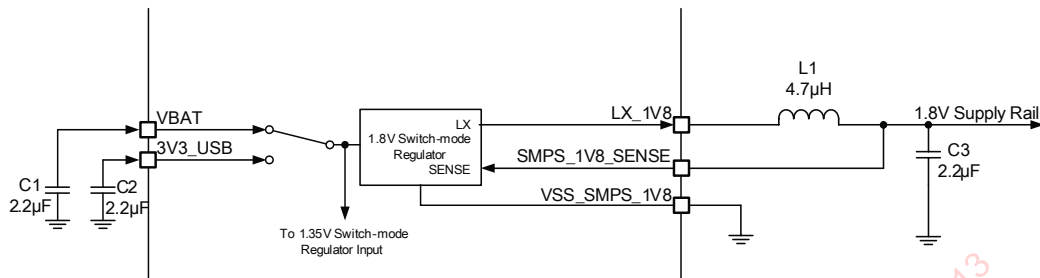 L1
4.7µH
VBAT
3V3_USB
LX
1.8V Switch-mode
Regulator
SENSE
LX_1V8
SMPS_1V8_SENSE
VSS_SMPS_1V8
1.8V Supply Rail
C1
2.2µF
C2
2.2µF
C3
2.2µF
To 1.35V Switch-mode
Regulator Input
13